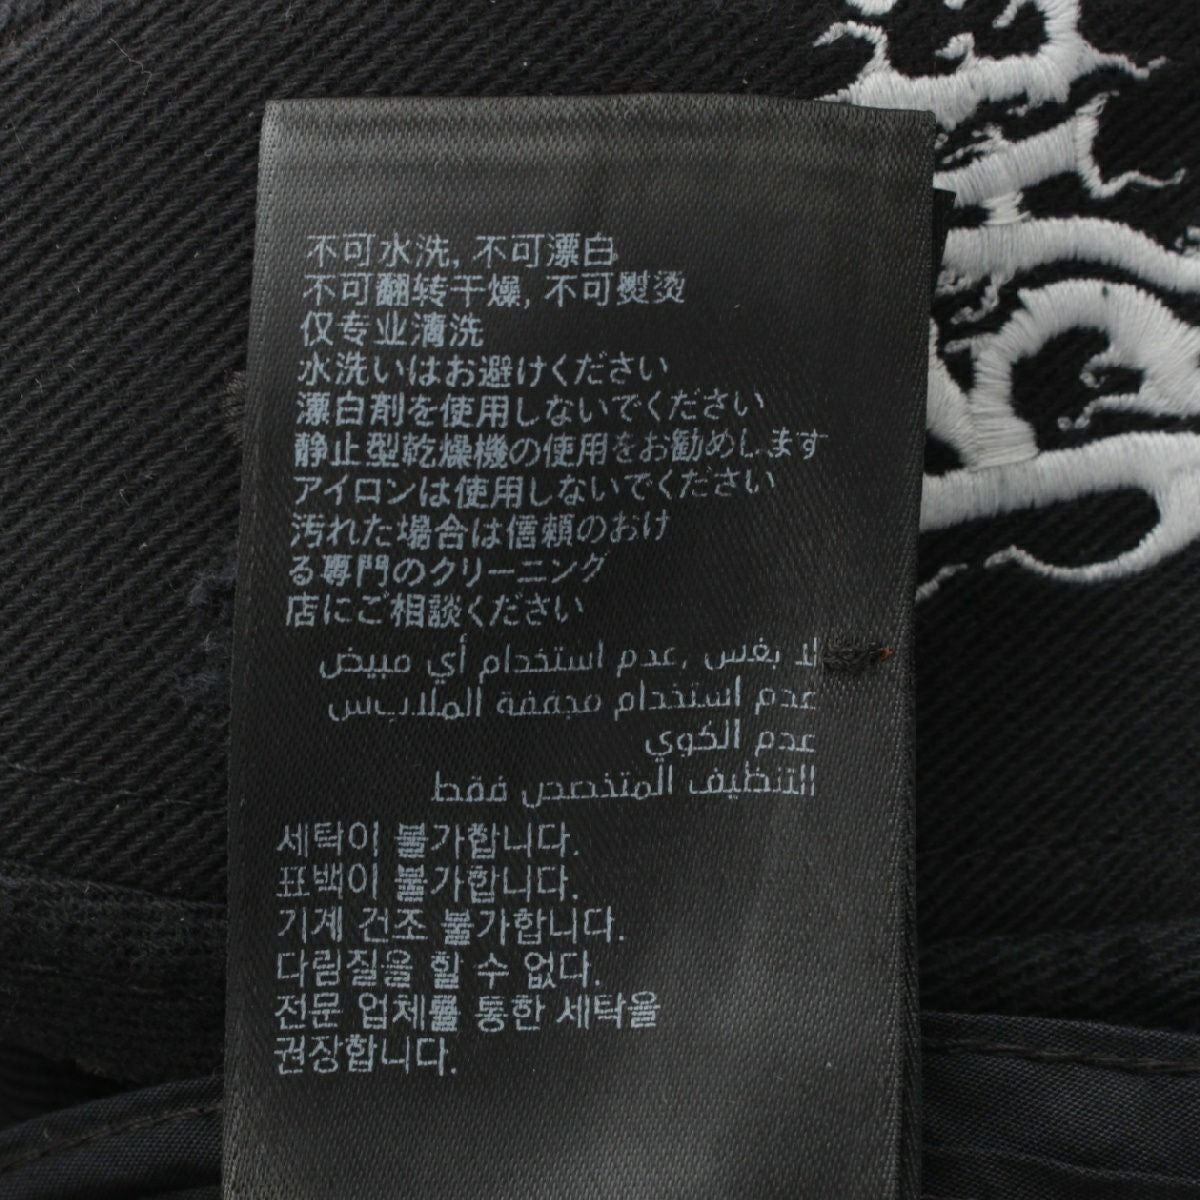 不可水洗, 不可漂白
不可翻转干燥, 不可熨烫
仅专业清洗
水洗いはお避けください
漂白剤を使用しないでください
静止型乾燥機の使用をお勧めします
アイロンは使用しないでください
汚れた場合は信頼のおけ
る専門のクリーニング
店にご相談ください
لا يغس ,عدم استخدام أي مبيض
عدم استخدام مجففة الملابس
عدم الكوي
التنظيف المتخصص فقط
세탁이 불가합니다.
표백이 불가합니다.
기계 건조 불가합니다.
다림질을 할 수 없다.
전문 업체를 통한 세탁을
권장합니다.